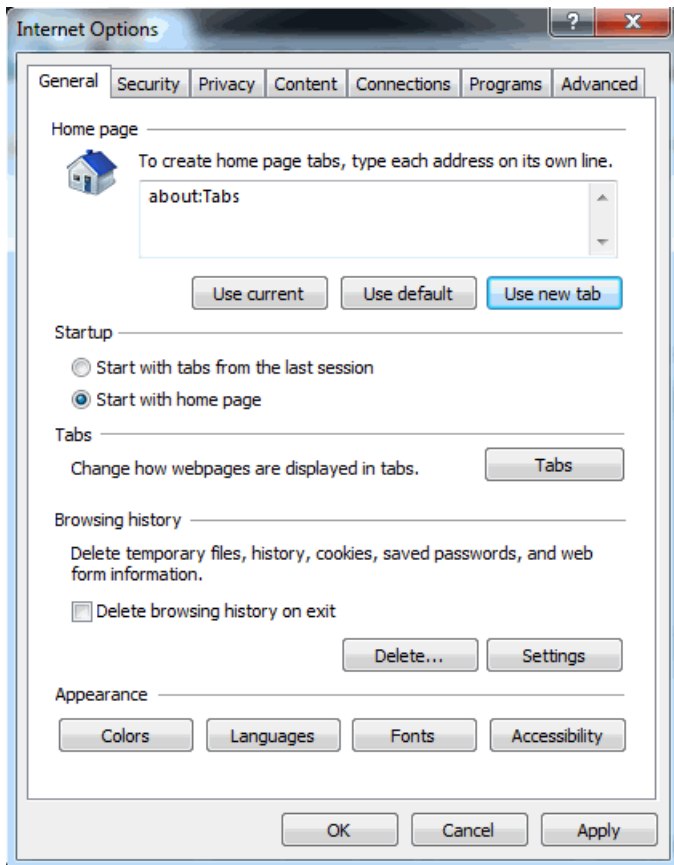 Internet Options
?
X
General Security Privacy Content Connections Programs Advanced
Home page
To create home page tabs, type each address on its own line.
about:Tabs
Use current Use default Use new tab
Startup
Start with tabs from the last session
Start with home page
Tabs
Change how webpages are displayed in tabs.
Tabs
Browsing history
Delete temporary files, history, cookies, saved passwords, and web
form information.
Delete browsing history on exit
Delete... Settings
Appearance
Colors Languages Fonts Accessibility
OK Cancel Apply